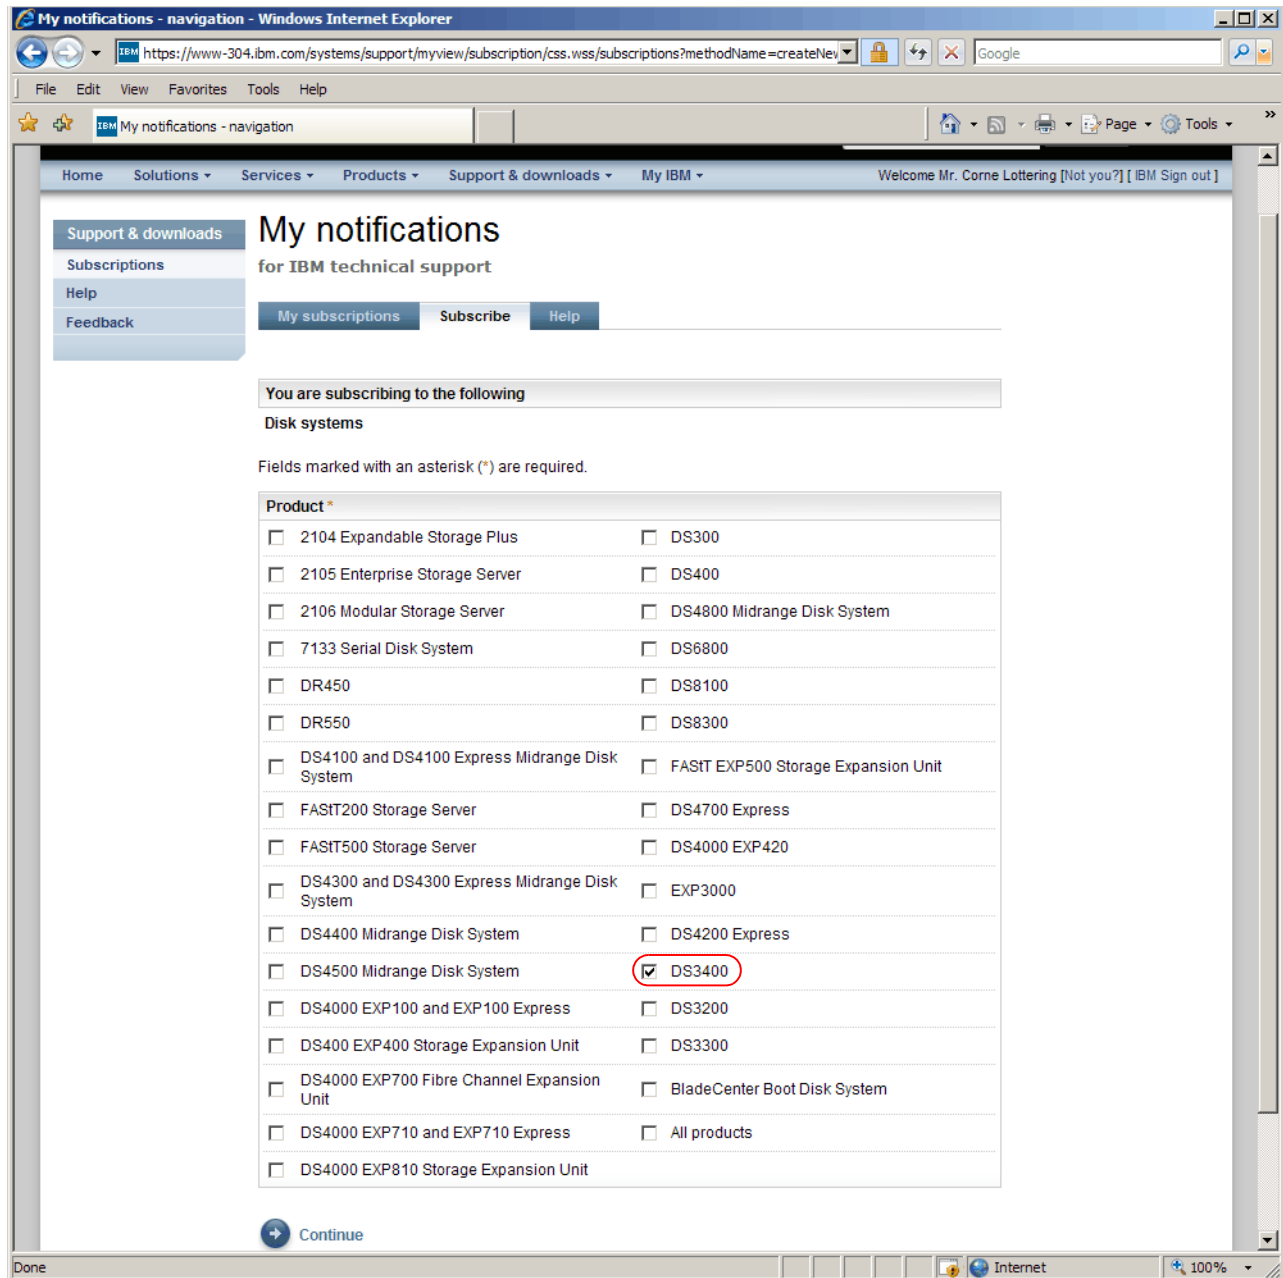 My notifications - navigation - Windows Internet Explorer
IBM https://www-304.ibm.com/systems/support/myview/subscription/css.wss/subscriptions?methodName=createNev
Google
File Edit View Favorites Tools Help
IBM My notifications - navigation
Page Tools »
Home Solutions Services Products Support & downloads My IBM Welcome Mr. Corne Lottering [Not you?] [ IBM Sign out ]
Support & downloads
Subscriptions
Help
Feedback
My notifications
for IBM technical support
My subscriptions Subscribe Help
You are subscribing to the following
Disk systems
Fields marked with an asterisk (*) are required.
Product *
2104 Expandable Storage Plus DS300
2105 Enterprise Storage Server DS400
2106 Modular Storage Server DS4800 Midrange Disk System
7133 Serial Disk System DS6800
DR450 DS8100
DR550 DS8300
DS4100 and DS4100 Express Midrange Disk
System
FAStT EXP500 Storage Expansion Unit
FAStT200 Storage Server DS4700 Express
FAStT500 Storage Server DS4000 EXP420
DS4300 and DS4300 Express Midrange Disk
System
EXP3000
DS4400 Midrange Disk System DS4200 Express
DS4500 Midrange Disk System DS3400
DS4000 EXP100 and EXP100 Express DS3200
DS400 EXP400 Storage Expansion Unit DS3300
DS4000 EXP700 Fibre Channel Expansion
Unit
BladeCenter Boot Disk System
DS4000 EXP710 and EXP710 Express All products
DS4000 EXP810 Storage Expansion Unit
Continue
Done Internet 100%